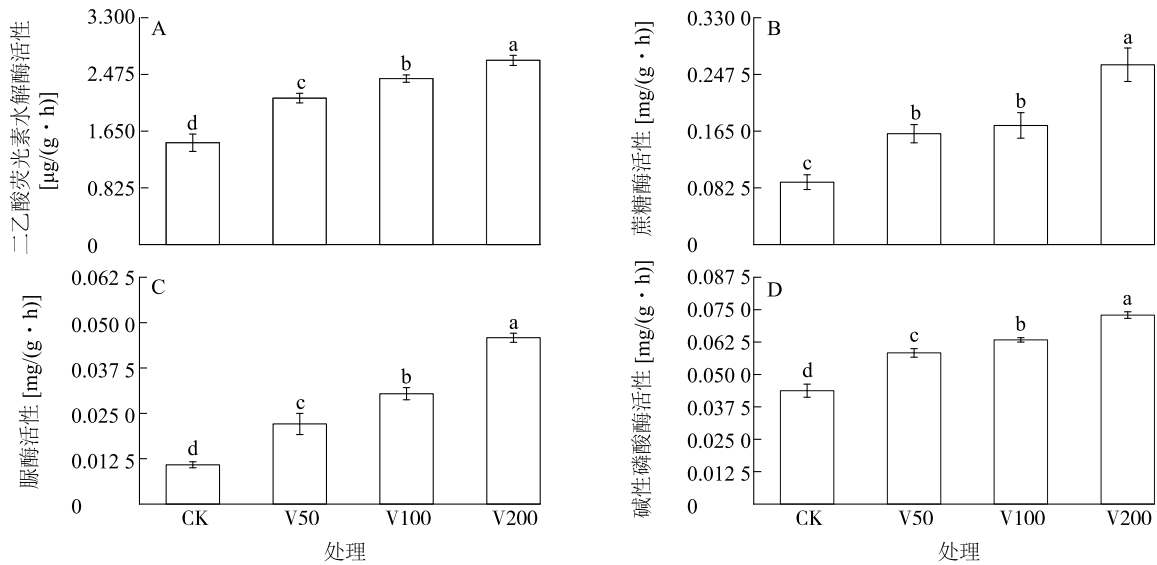 二乙酸荧光素水解酶活性
[μg/(g·h)]
3.300
2.475
1.650
0.825
0
A
d
c
b
a
蔗糖酶活性 [mg/(g·h)]
0.330 0
0.247 5
0.165 0
0.082 5
0
B
c
b
b
a
脲酶活性 [mg/(g·h)]
0.062 5
0.050 0
0.037 5
0.025 0
0.012 5
0
C
d
c
b
a
CK V50 V100 V200
处理
碱性磷酸酶活性 [mg/(g·h)]
0.087 5
0.075 0
0.062 5
0.050 0
0.037 5
0.025 0
0.012 5
0
D
d
c
b
a
CK V50 V100 V200
处理